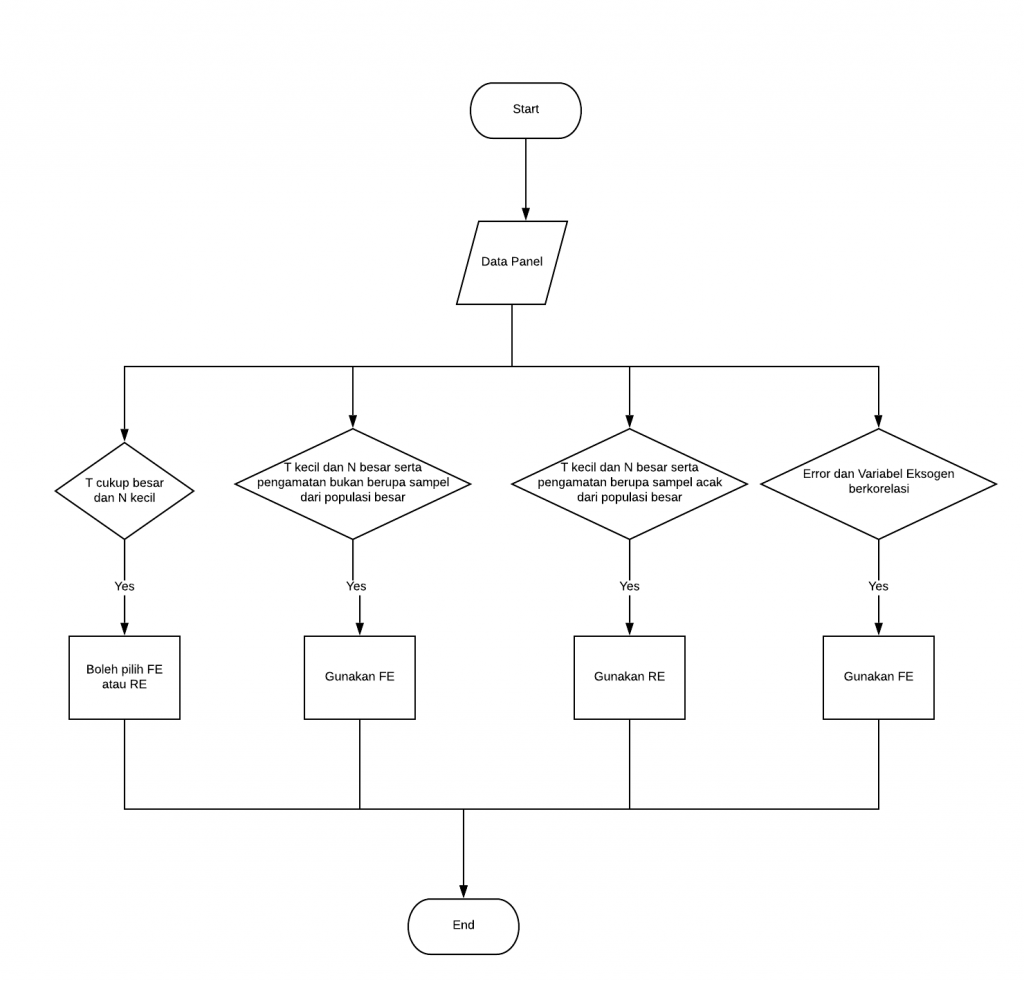 Start
Data Panel
T cukup besar
dan N kecil
T kecil dan N besar serta
pengamatan bukan berupa sampel
dari populasi besar
T kecil dan N besar serta
pengamatan berupa sampel acak
dari populasi besar
Error dan Variabel Eksogen
berkorelasi
Yes
Yes
Yes
Yes
Boleh pilih FE
atau RE
Gunakan FE
Gunakan RE
Gunakan FE
End